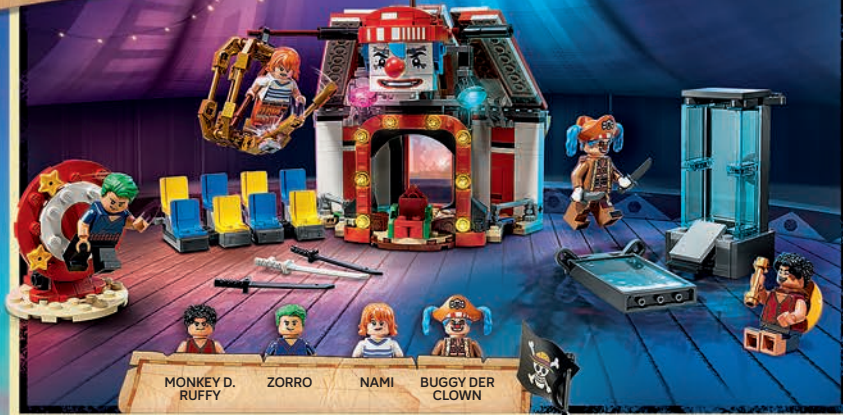 MONKEY D.
RUFFY
ZORRO
NAMI
BUGGY DER
CLOWN